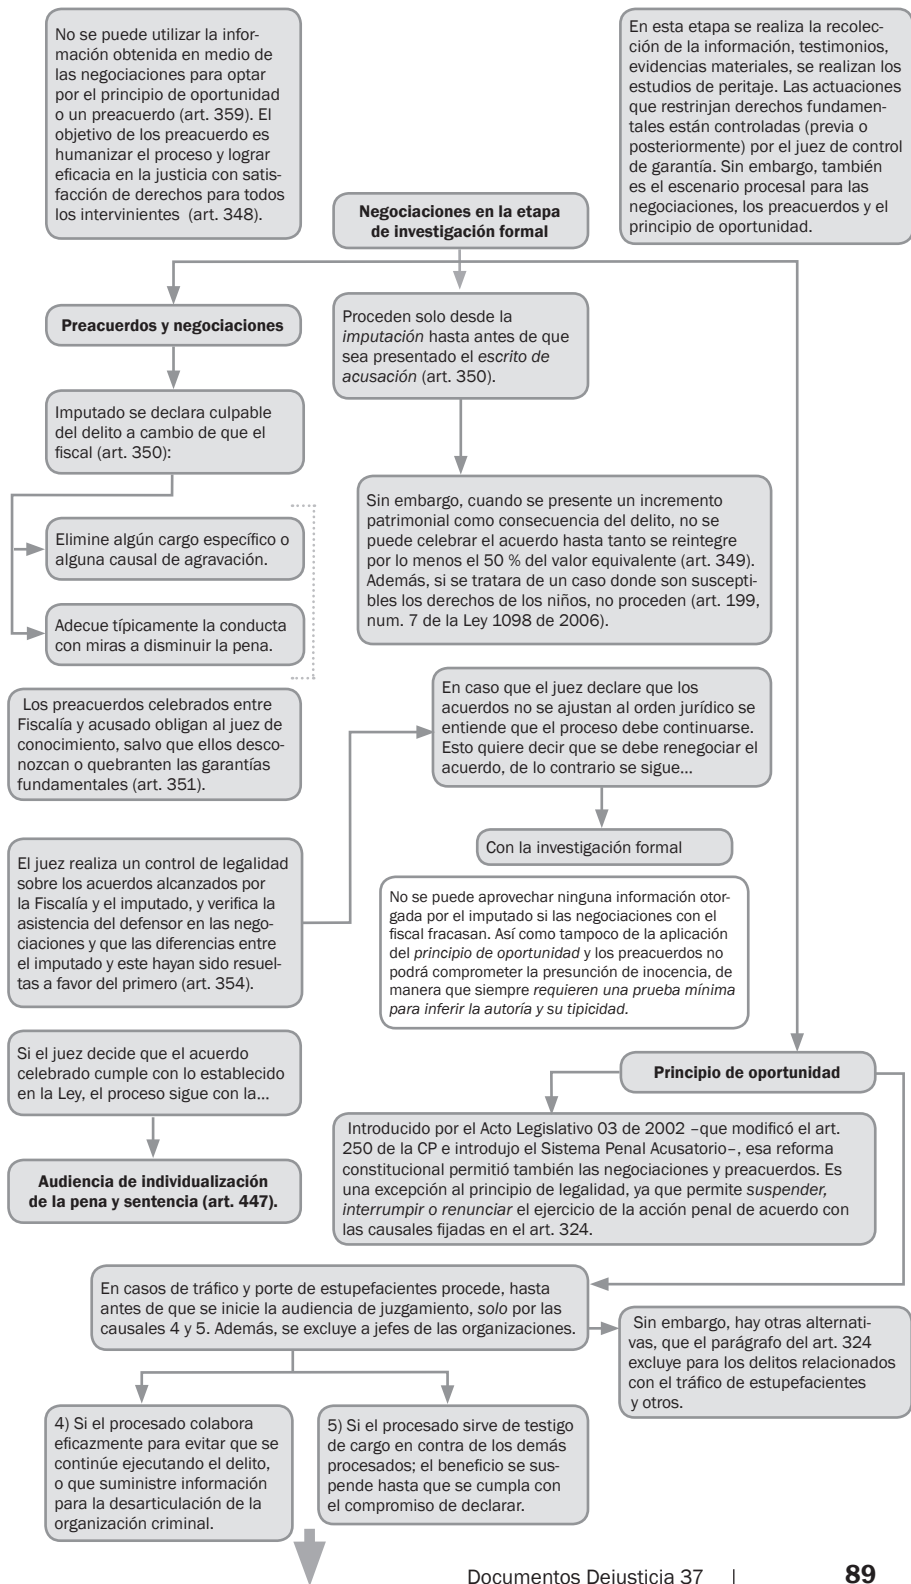 No se puede utilizar la infor-
mación obtenida en medio de
las negociaciones para optar
por el principio de oportunidad
o un preacuerdo (art. 359). El
objetivo de los preacuerdo es
humanizar el proceso y lograr
eficacia en la justicia con satis-
facción de derechos para todos
los intervinientes (art. 348).
En esta etapa se realiza la recolec-
ción de la información, testimonios,
evidencias materiales, se realizan los
estudios de peritaje. Las actuaciones
que restrinjan derechos fundamen-
tales están controladas (previa o
posteriormente) por el juez de control
de garantía. Sin embargo, también
es el escenario procesal para las
negociaciones, los preacuerdos y el
principio de oportunidad.
Negociaciones en la etapa
de investigación formal
Preacuerdos y negociaciones
Proceden solo desde la
imputación hasta antes de que
sea presentado el escrito de
acusación (art. 350).
Imputado se declara culpable
del delito a cambio de que el
fiscal (art. 350):
Elimine algún cargo específico o
alguna causal de agravación.
Adecue típicamente la conducta
con miras a disminuir la pena.
Sin embargo, cuando se presente un incremento
patrimonial como consecuencia del delito, no se
puede celebrar el acuerdo hasta tanto se reintegre
por lo menos el 50 % del valor equivalente (art. 349).
Además, si se tratara de un caso donde son suscepti-
bles los derechos de los niños, no proceden (art. 199,
num. 7 de la Ley 1098 de 2006).
Los preacuerdos celebrados entre
Fiscalía y acusado obligan al juez de
conocimiento, salvo que ellos desco-
nozcan o quebranten las garantías
fundamentales (art. 351).
En caso que el juez declare que los
acuerdos no se ajustan al orden jurídico se
entiende que el proceso debe continuarse.
Esto quiere decir que se debe renegociar el
acuerdo, de lo contrario se sigue...
Con la investigación formal
El juez realiza un control de legalidad
sobre los acuerdos alcanzados por
la Fiscalía y el imputado, y verifica la
asistencia del defensor en las nego-
ciaciones y que las diferencias entre
el imputado y este hayan sido resuel-
tas a favor del primero (art. 354).
No se puede aprovechar ninguna información otor-
gada por el imputado si las negociaciones con el
fiscal fracasan. Así como tampoco de la aplicación
del principio de oportunidad y los preacuerdos no
podrá comprometer la presunción de inocencia, de
manera que siempre requieren una prueba mínima
para inferir la autoría y su tipicidad.
Si el juez decide que el acuerdo
celebrado cumple con lo establecido
en la Ley, el proceso sigue con la...
Audiencia de individualización
de la pena y sentencia (art. 447).
Principio de oportunidad
Introducido por el Acto Legislativo 03 de 2002 –que modificó el art.
250 de la CP e introdujo el Sistema Penal Acusatorio–, esa reforma
constitucional permitió también las negociaciones y preacuerdos. Es
una excepción al principio de legalidad, ya que permite suspender,
interrumpir o renunciar el ejercicio de la acción penal de acuerdo con
las causales fijadas en el art. 324.
En casos de tráfico y porte de estupefacientes procede, hasta
antes de que se inicie la audiencia de juzgamiento, solo por las
causales 4 y 5. Además, se excluye a jefes de las organizaciones.
Sin embargo, hay otras alternati-
vas, que el parágrafo del art. 324
excluye para los delitos relacionados
con el tráfico de estupefacientes
y otros.
4) Si el procesado colabora
eficazmente para evitar que se
continúe ejecutando el delito,
o que suministre información
para la desarticulación de la
organización criminal.
5) Si el procesado sirve de testigo
de cargo en contra de los demás
procesados; el beneficio se sus-
pende hasta que se cumpla con
el compromiso de declarar.
Documentos Dejusticia 37 | 89